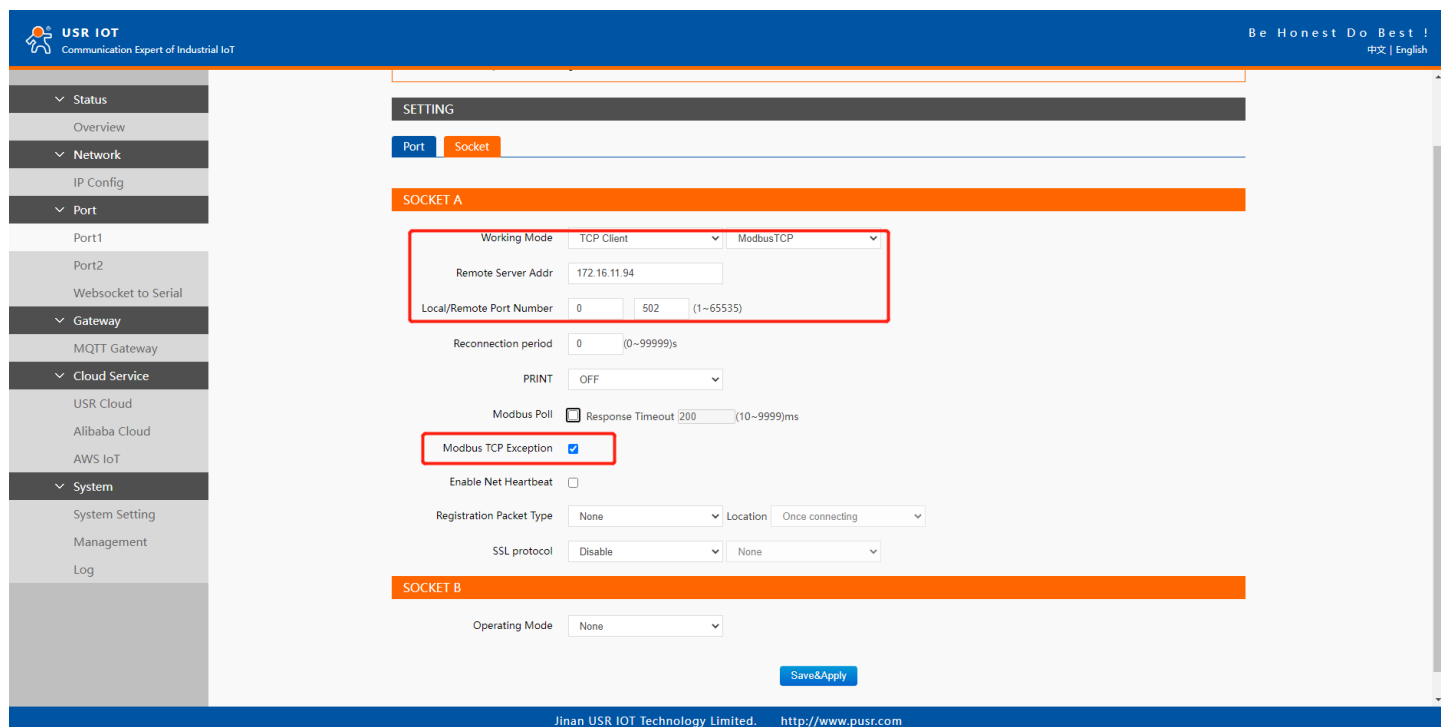 USR IOT
Communication Expert of Industrial IoT
Be Honest Do Best !
中文 | English
Status
Overview
Network
IP Config
Port
Port1
Port2
Websocket to Serial
Gateway
MQTT Gateway
Cloud Service
USR Cloud
Alibaba Cloud
AWS IoT
System
System Setting
Management
Log
SETTING
Port Socket
SOCKET A
Working Mode TCP Client ModbusTCP
Remote Server Addr 172.16.11.94
Local/Remote Port Number 0 502 (1~65535)
Reconnection period 0 (0~99999)s
PRINT OFF
Modbus Poll Response Timeout 200 (10~9999)ms
Modbus TCP Exception
Enable Net Heartbeat
Registration Packet Type None Location Once connecting
SSL protocol Disable None
SOCKET B
Operating Mode None
Save&Apply
Jinan USR IOT Technology Limited. http://www.pusr.com